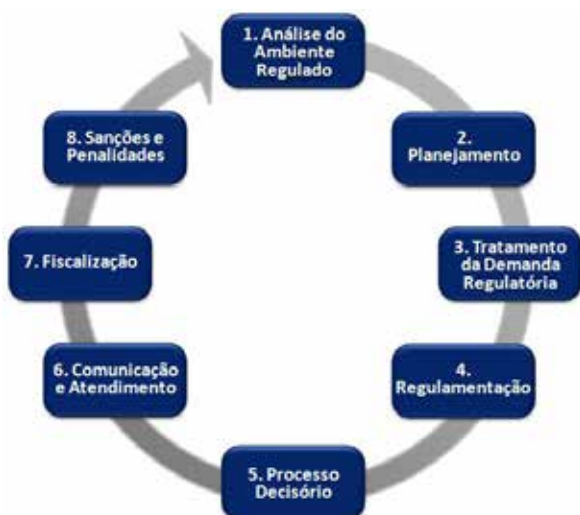 1. Análise do
Ambiente
Regulado
2.
Planejamento
3. Tratamento
da Demanda
Regulatória
4.
Regulamentação
5. Processo
Decisório
6. Comunicação
e Atendimento
7. Fiscalização
8. Sanções e
Penalidades